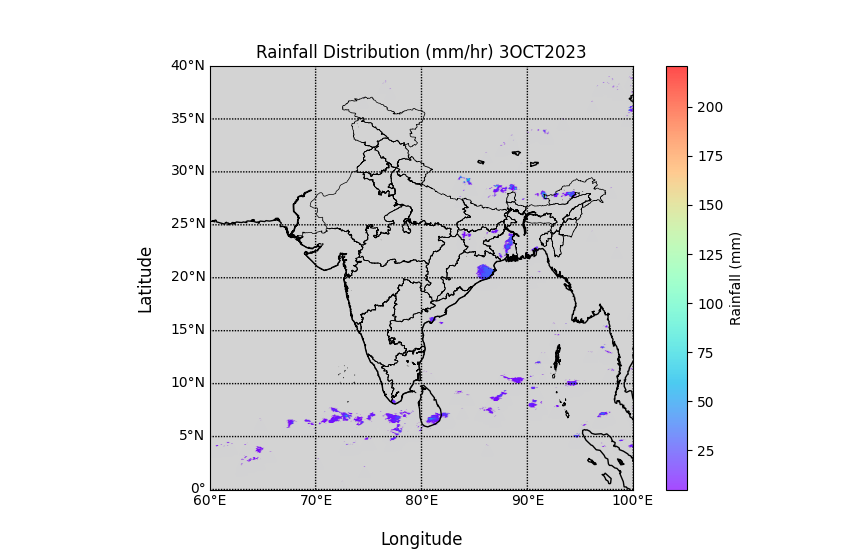 Rainfall Distribution (mm/hr) 3OCT2023
40°N
35°N
30°N
25°N
20°N
15°N
10°N
5°N
0°
60°E 70°E 80°E 90°E 100°E
Latitude
Longitude
200
175
150
125
100
75
50
25
Rainfall (mm)